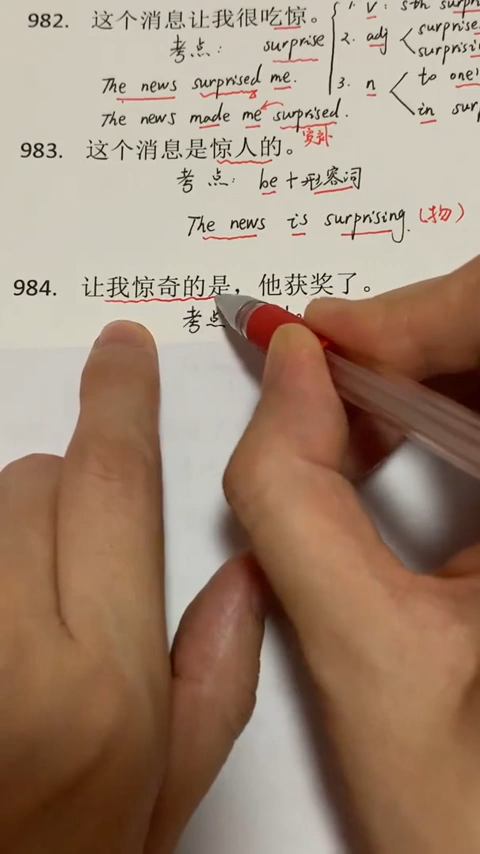 982. 这个消息让我很吃惊。
考点: surprise
1. v: sth
2. adj surprise
3. n to one'
in sur
The news surprised me.
The news made me surprised.
宾补
983. 这个消息是惊人的。
考点: be + 形容词
The news is surprising. (物)
984. 让我惊奇的是，他获奖了。
考点